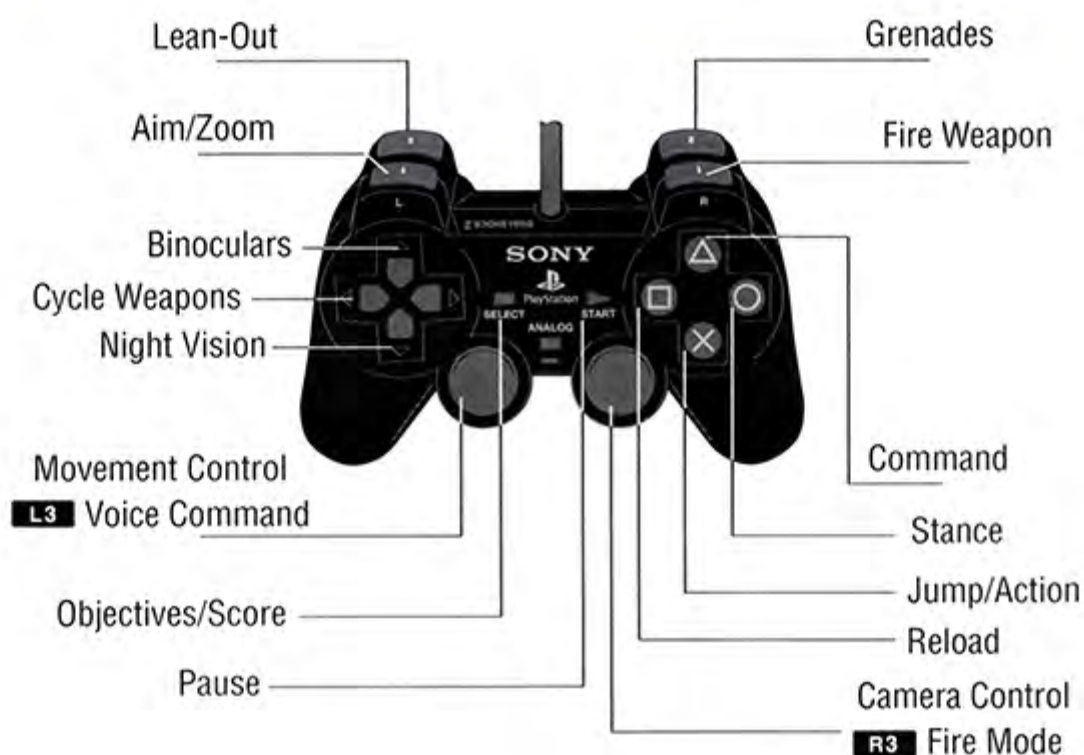 Lean-Out
Grenades
Aim/Zoom
Fire Weapon
L
R
Binoculars
SONY
Cycle Weapons
PlayStation
SELECT
START
ANALOG
Night Vision
Movement Control
L3 Voice Command
Command
Stance
Objectives/Score
Jump/Action
Reload
Pause
Camera Control
R3 Fire Mode